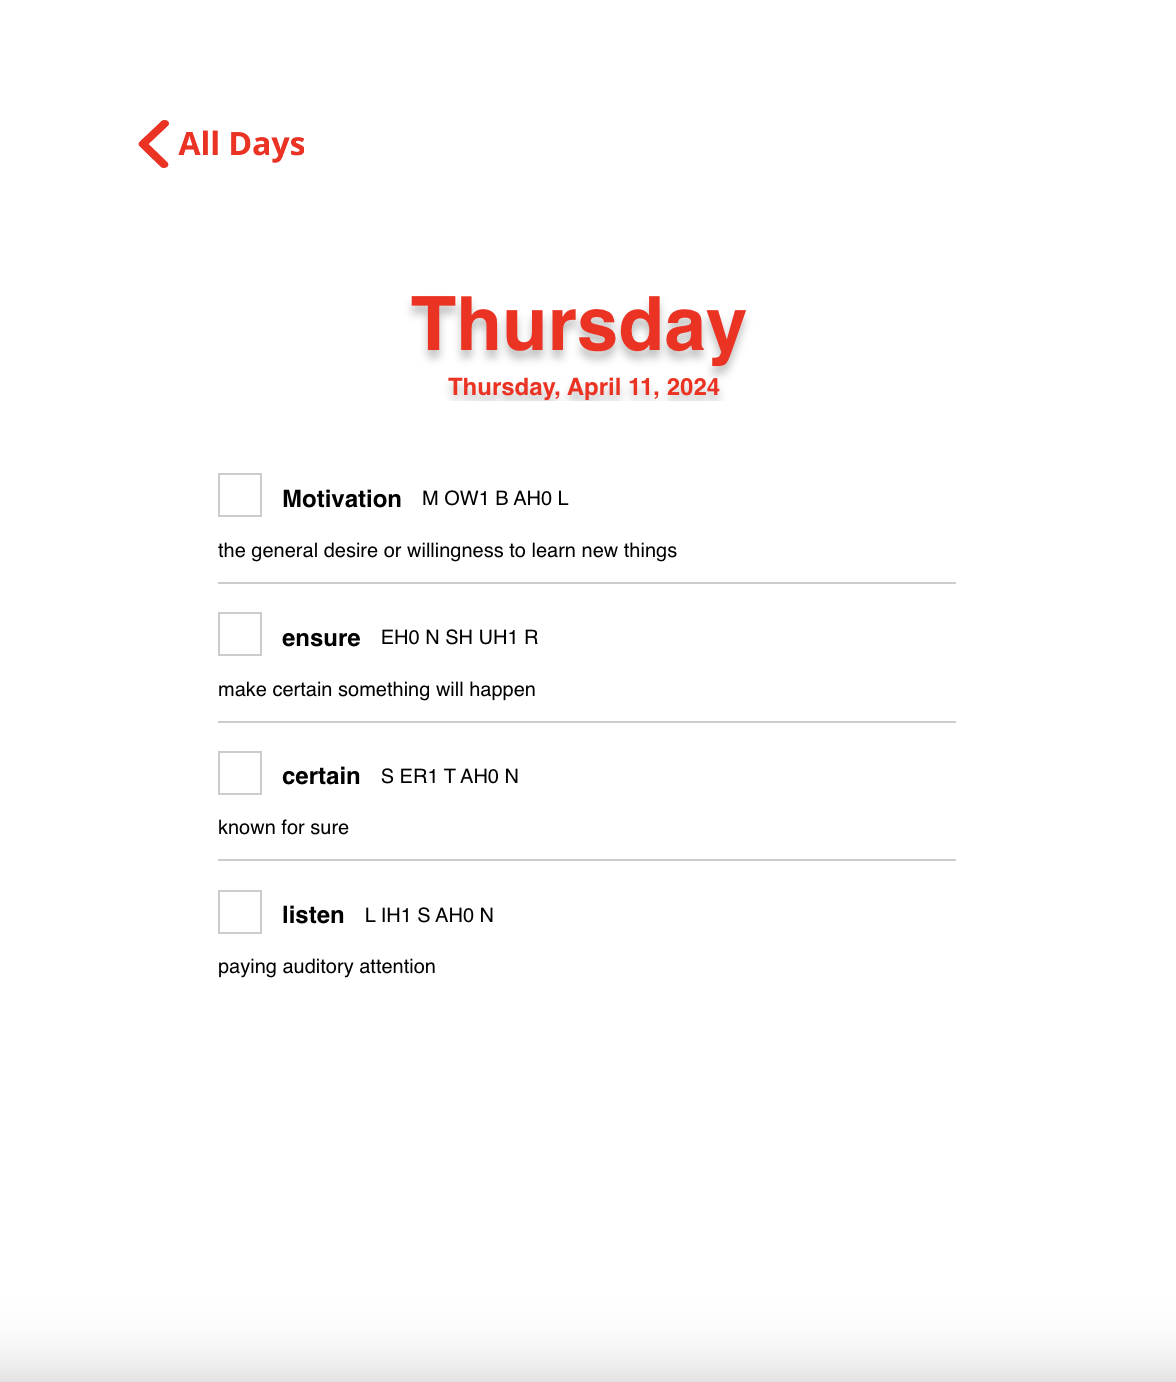 All Days
Thursday
Thursday, April 11, 2024
Motivation M OW1 B AH0 L
the general desire or willingness to learn new things
ensure EH0 N SH UH1 R
make certain something will happen
certain S ER1 T AH0 N
known for sure
listen L IH1 S AH0 N
paying auditory attention